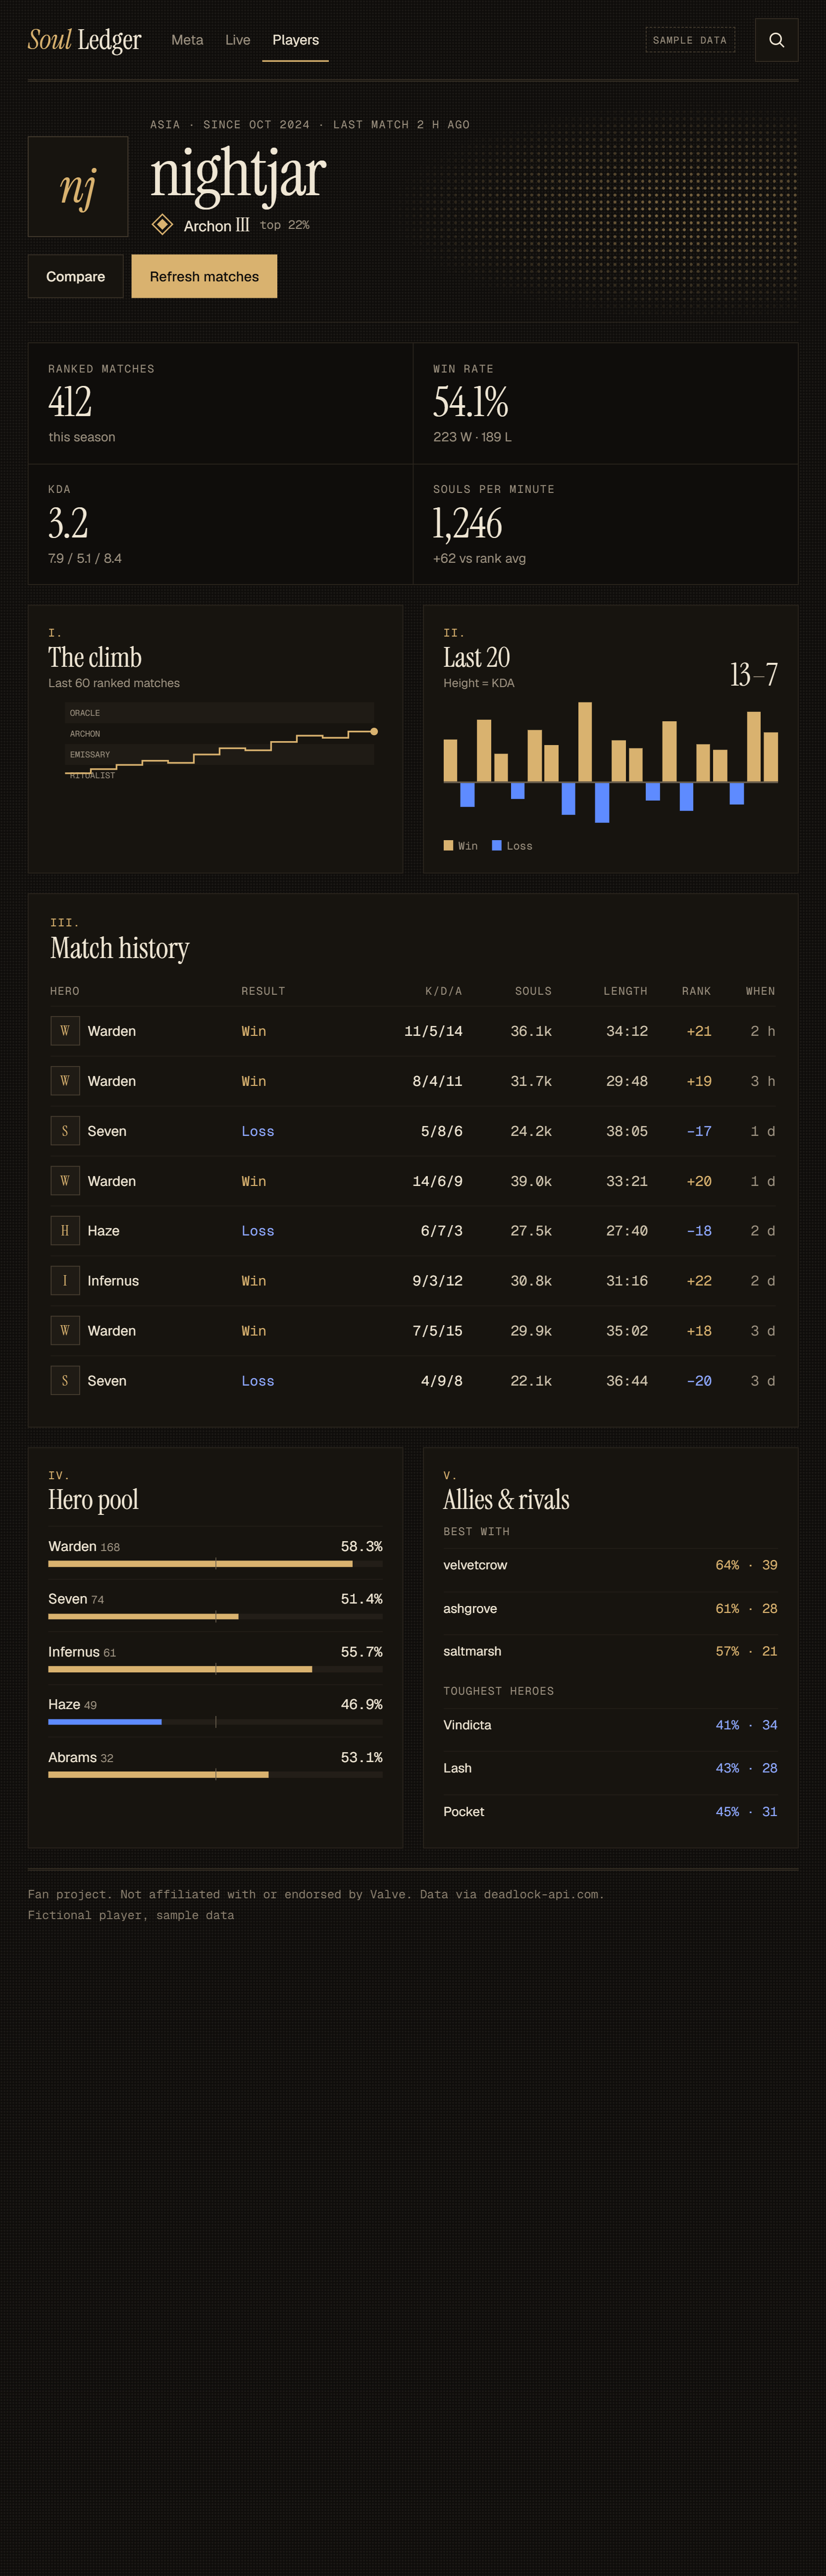 Soul Ledger Meta Live Players SAMPLE DATA
ASIA · SINCE OCT 2024 · LAST MATCH 2 H AGO
nj
nightjar
Archon III top 22%
Compare Refresh matches
RANKED MATCHES
412
this season
WIN RATE
54.1%
223 W · 189 L
KDA
3.2
7.9 / 5.1 / 8.4
SOULS PER MINUTE
1,246
+62 vs rank avg
I.
The climb
Last 60 ranked matches
ORACLE
ARCHON
EMISSARY
RITUALIST
II.
Last 20
Height = KDA
13–7
Win Loss
III.
Match history
HERO RESULT K/D/A SOULS LENGTH RANK WHEN
W Warden Win 11/5/14 36.1k 34:12 +21 2 h
W Warden Win 8/4/11 31.7k 29:48 +19 3 h
S Seven Loss 5/8/6 24.2k 38:05 −17 1 d
W Warden Win 14/6/9 39.0k 33:21 +20 1 d
H Haze Loss 6/7/3 27.5k 27:40 −18 2 d
I Infernus Win 9/3/12 30.8k 31:16 +22 2 d
W Warden Win 7/5/15 29.9k 35:02 +18 3 d
S Seven Loss 4/9/8 22.1k 36:44 −20 3 d
IV.
Hero pool
Warden 168 58.3%
Seven 74 51.4%
Infernus 61 55.7%
Haze 49 46.9%
Abrams 32 53.1%
V.
Allies & rivals
BEST WITH
velvetcrow 64% · 39
ashgrove 61% · 28
saltmarsh 57% · 21
TOUGHEST HEROES
Vindicta 41% · 34
Lash 43% · 28
Pocket 45% · 31
Fan project. Not affiliated with or endorsed by Valve. Data via deadlock-api.com.
Fictional player, sample data